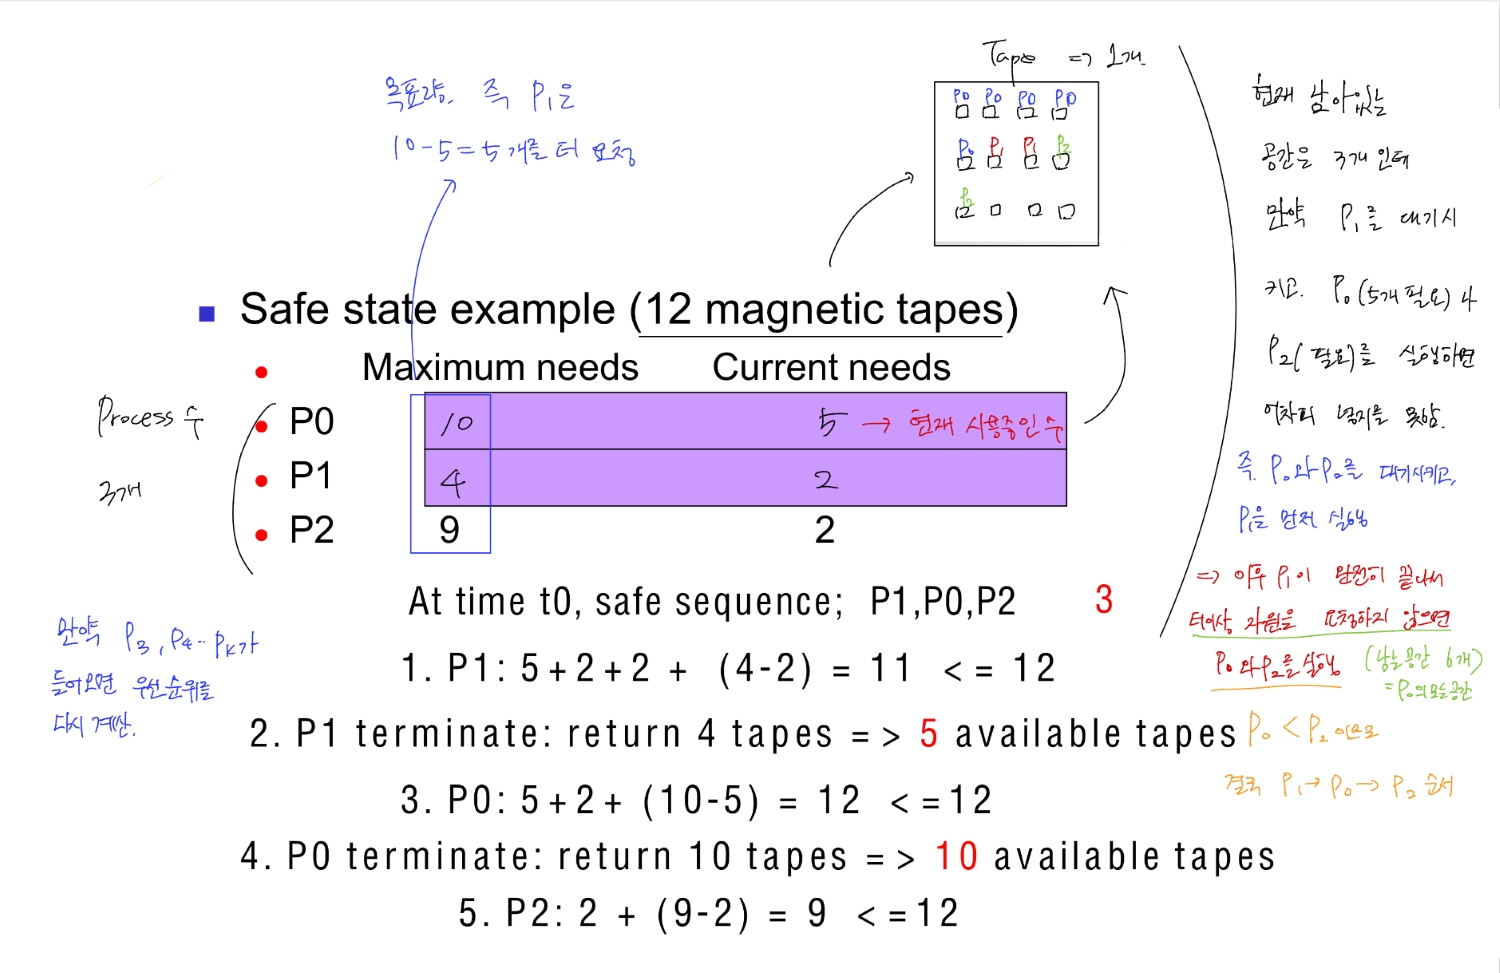 Tape => 1개.
P0 P0 P0 P0
P0 P1 P1 P2
P2
목표량. 즉 P1은
10-5=5개를 더 요청
현재 남아있는
공간은 3개 인데
만약 P1를 대기시
키고. P0(5개 필요)와
P2( 필요)를 실행하면
어차피 넣지를 못함.
즉. P0와 P2를 대기시키고,
P1을 먼저 실행
=> 이후 P1이 완전히 끝나서
더이상 자원을 요청하지 않으면
P0와 P2를 실행 (남는공간 6개)
=P0의 모든공간
P0 < P2 이므로
결국 P1→P0→P2 순서
■ Safe state example (12 magnetic tapes)
• Maximum needs Current needs
Process 수
3개
• P0 10 5 → 현재 사용중인 수
• P1 4 2
• P2 9 2
At time t0, safe sequence; P1,P0,P2 3
만약 P3, P4.. PK가
들어오면 우선순위를
다시 계산.
1. P1: 5+2+2 + (4-2) = 11 <= 12
2. P1 terminate: return 4 tapes => 5 available tapes
3. P0: 5+2+ (10-5) = 12 <=12
4. P0 terminate: return 10 tapes => 10 available tapes
5. P2: 2 + (9-2) = 9 <=12